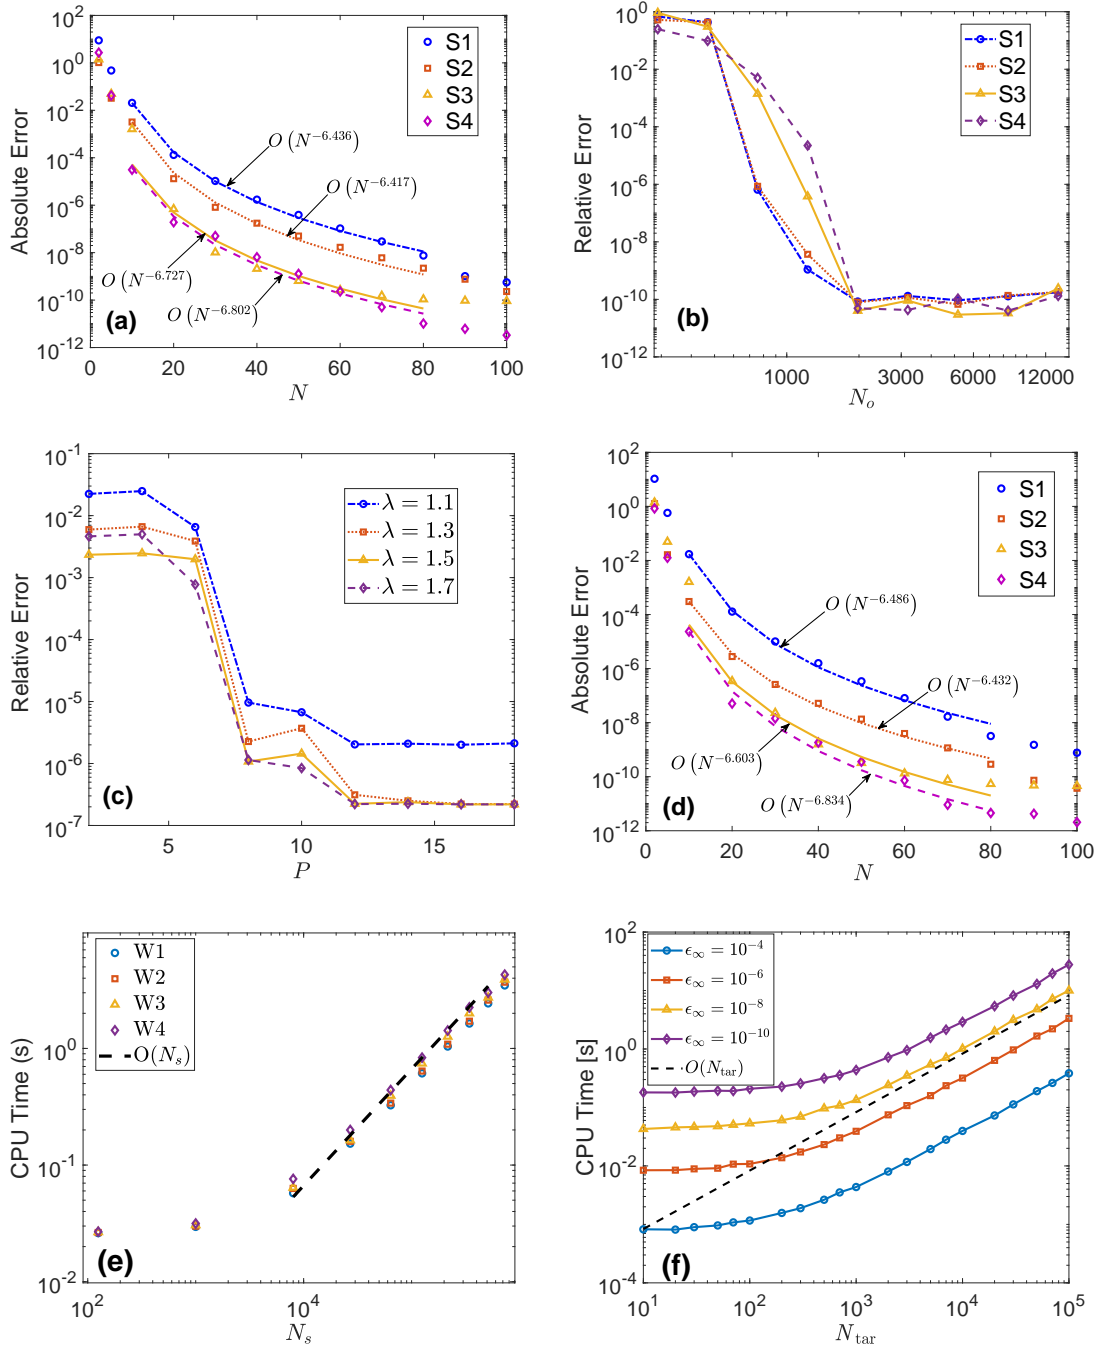 Absolute Error
10^0
10^-2
10^-4
10^-6
10^-8
10^-10
10^-12
0 20 40 60 80 100
N
S1
S2
S3
S4
O (N^-6.436)
O (N^-6.417)
O (N^-6.727)
O (N^-6.802)
(a)
Relative Error
10^0
10^-2
10^-4
10^-6
10^-8
10^-10
10^-12
1000 3000 6000 12000
N_o
S1
S2
S3
S4
(b)
Relative Error
10^-1
10^-2
10^-3
10^-4
10^-5
10^-6
10^-7
5 10 15
P
λ = 1.1
λ = 1.3
λ = 1.5
λ = 1.7
(c)
Absolute Error
10^2
10^0
10^-2
10^-4
10^-6
10^-8
10^-10
10^-12
0 20 40 60 80 100
N
S1
S2
S3
S4
O (N^-6.486)
O (N^-6.432)
O (N^-6.603)
O (N^-6.834)
(d)
CPU Time (s)
10^0
10^-1
10^-2
10^2 10^4
N_s
W1
W2
W3
W4
O(N_s)
(e)
CPU Time [s]
10^2
10^0
10^-2
10^-4
10^1 10^2 10^3 10^4 10^5
N_tar
ϵ_∞ = 10^-4
ϵ_∞ = 10^-6
ϵ_∞ = 10^-8
ϵ_∞ = 10^-10
O(N_tar)
(f)